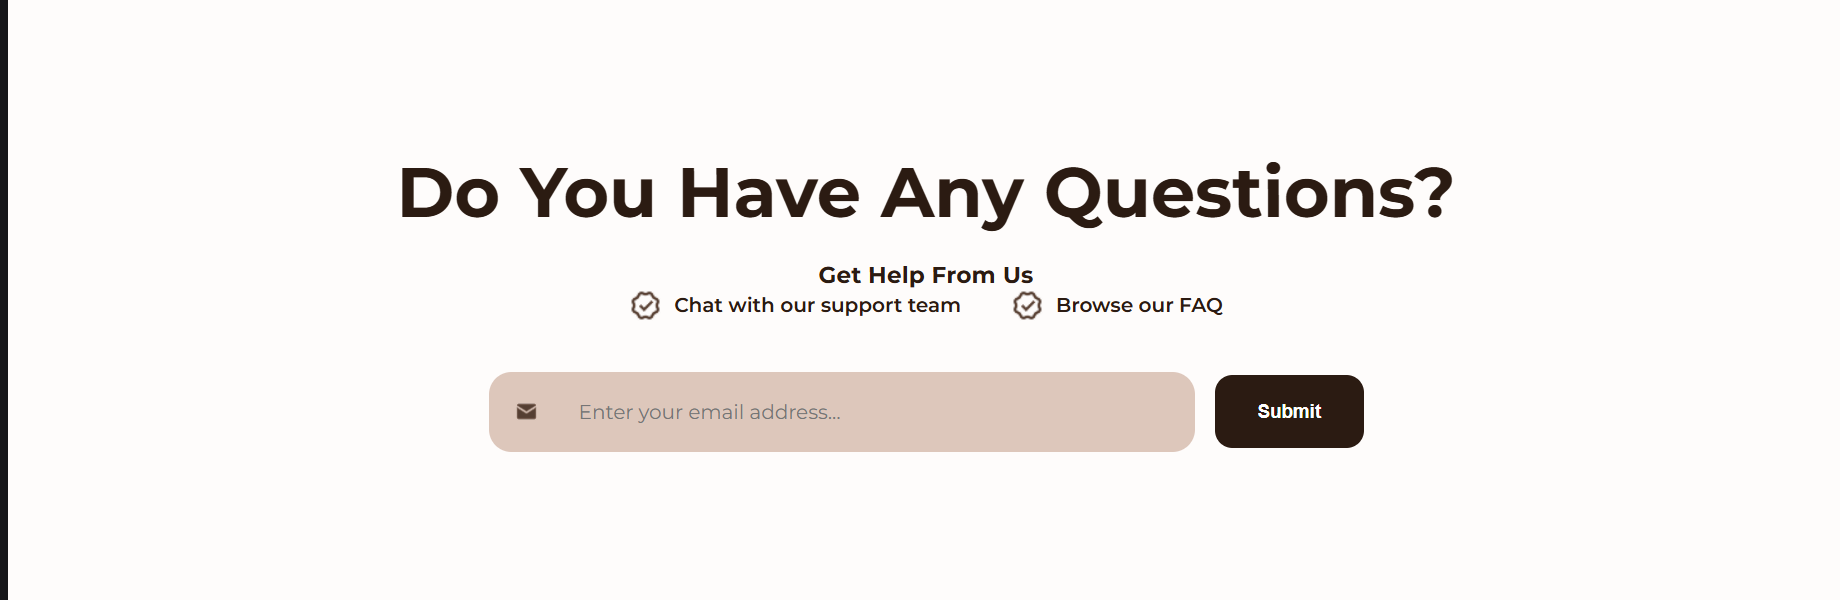 Do You Have Any Questions?
Get Help From Us
Chat with our support team
Browse our FAQ
Enter your email address...
Submit